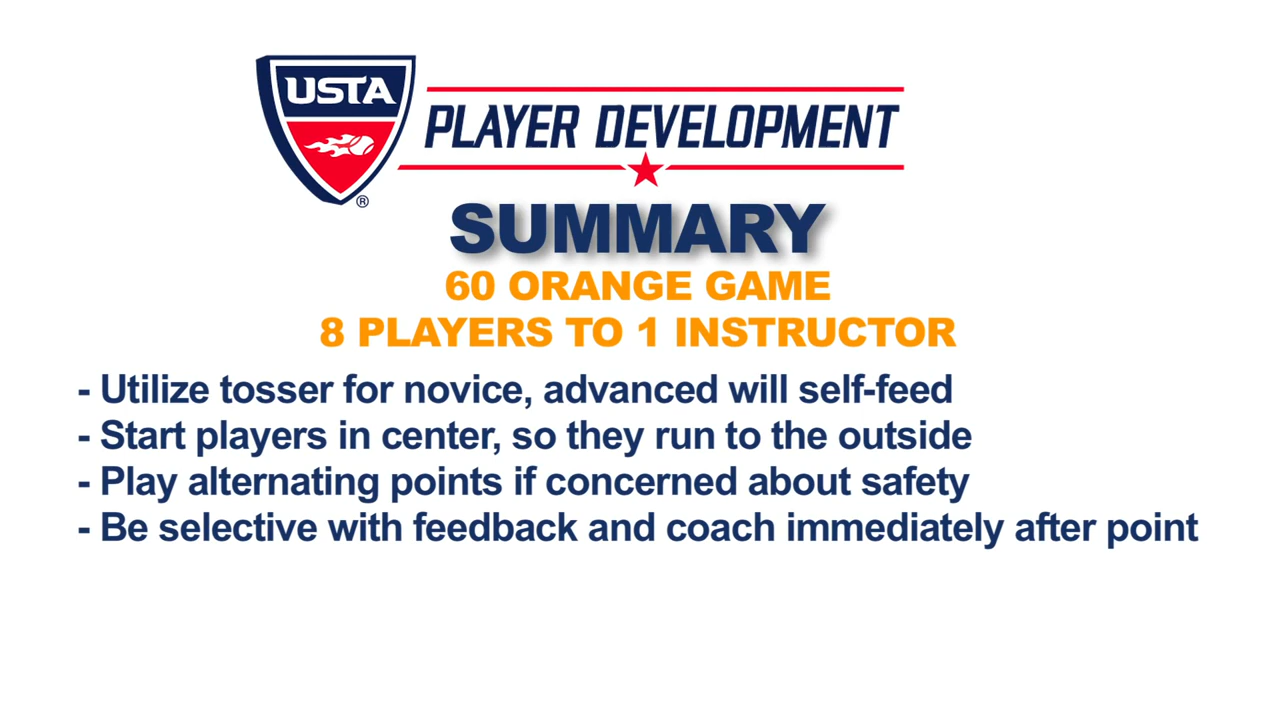 USTA
PLAYER DEVELOPMENT
®
SUMMARY
60 ORANGE GAME
8 PLAYERS TO 1 INSTRUCTOR
- Utilize tosser for novice, advanced will self-feed
- Start players in center, so they run to the outside
- Play alternating points if concerned about safety
- Be selective with feedback and coach immediately after point